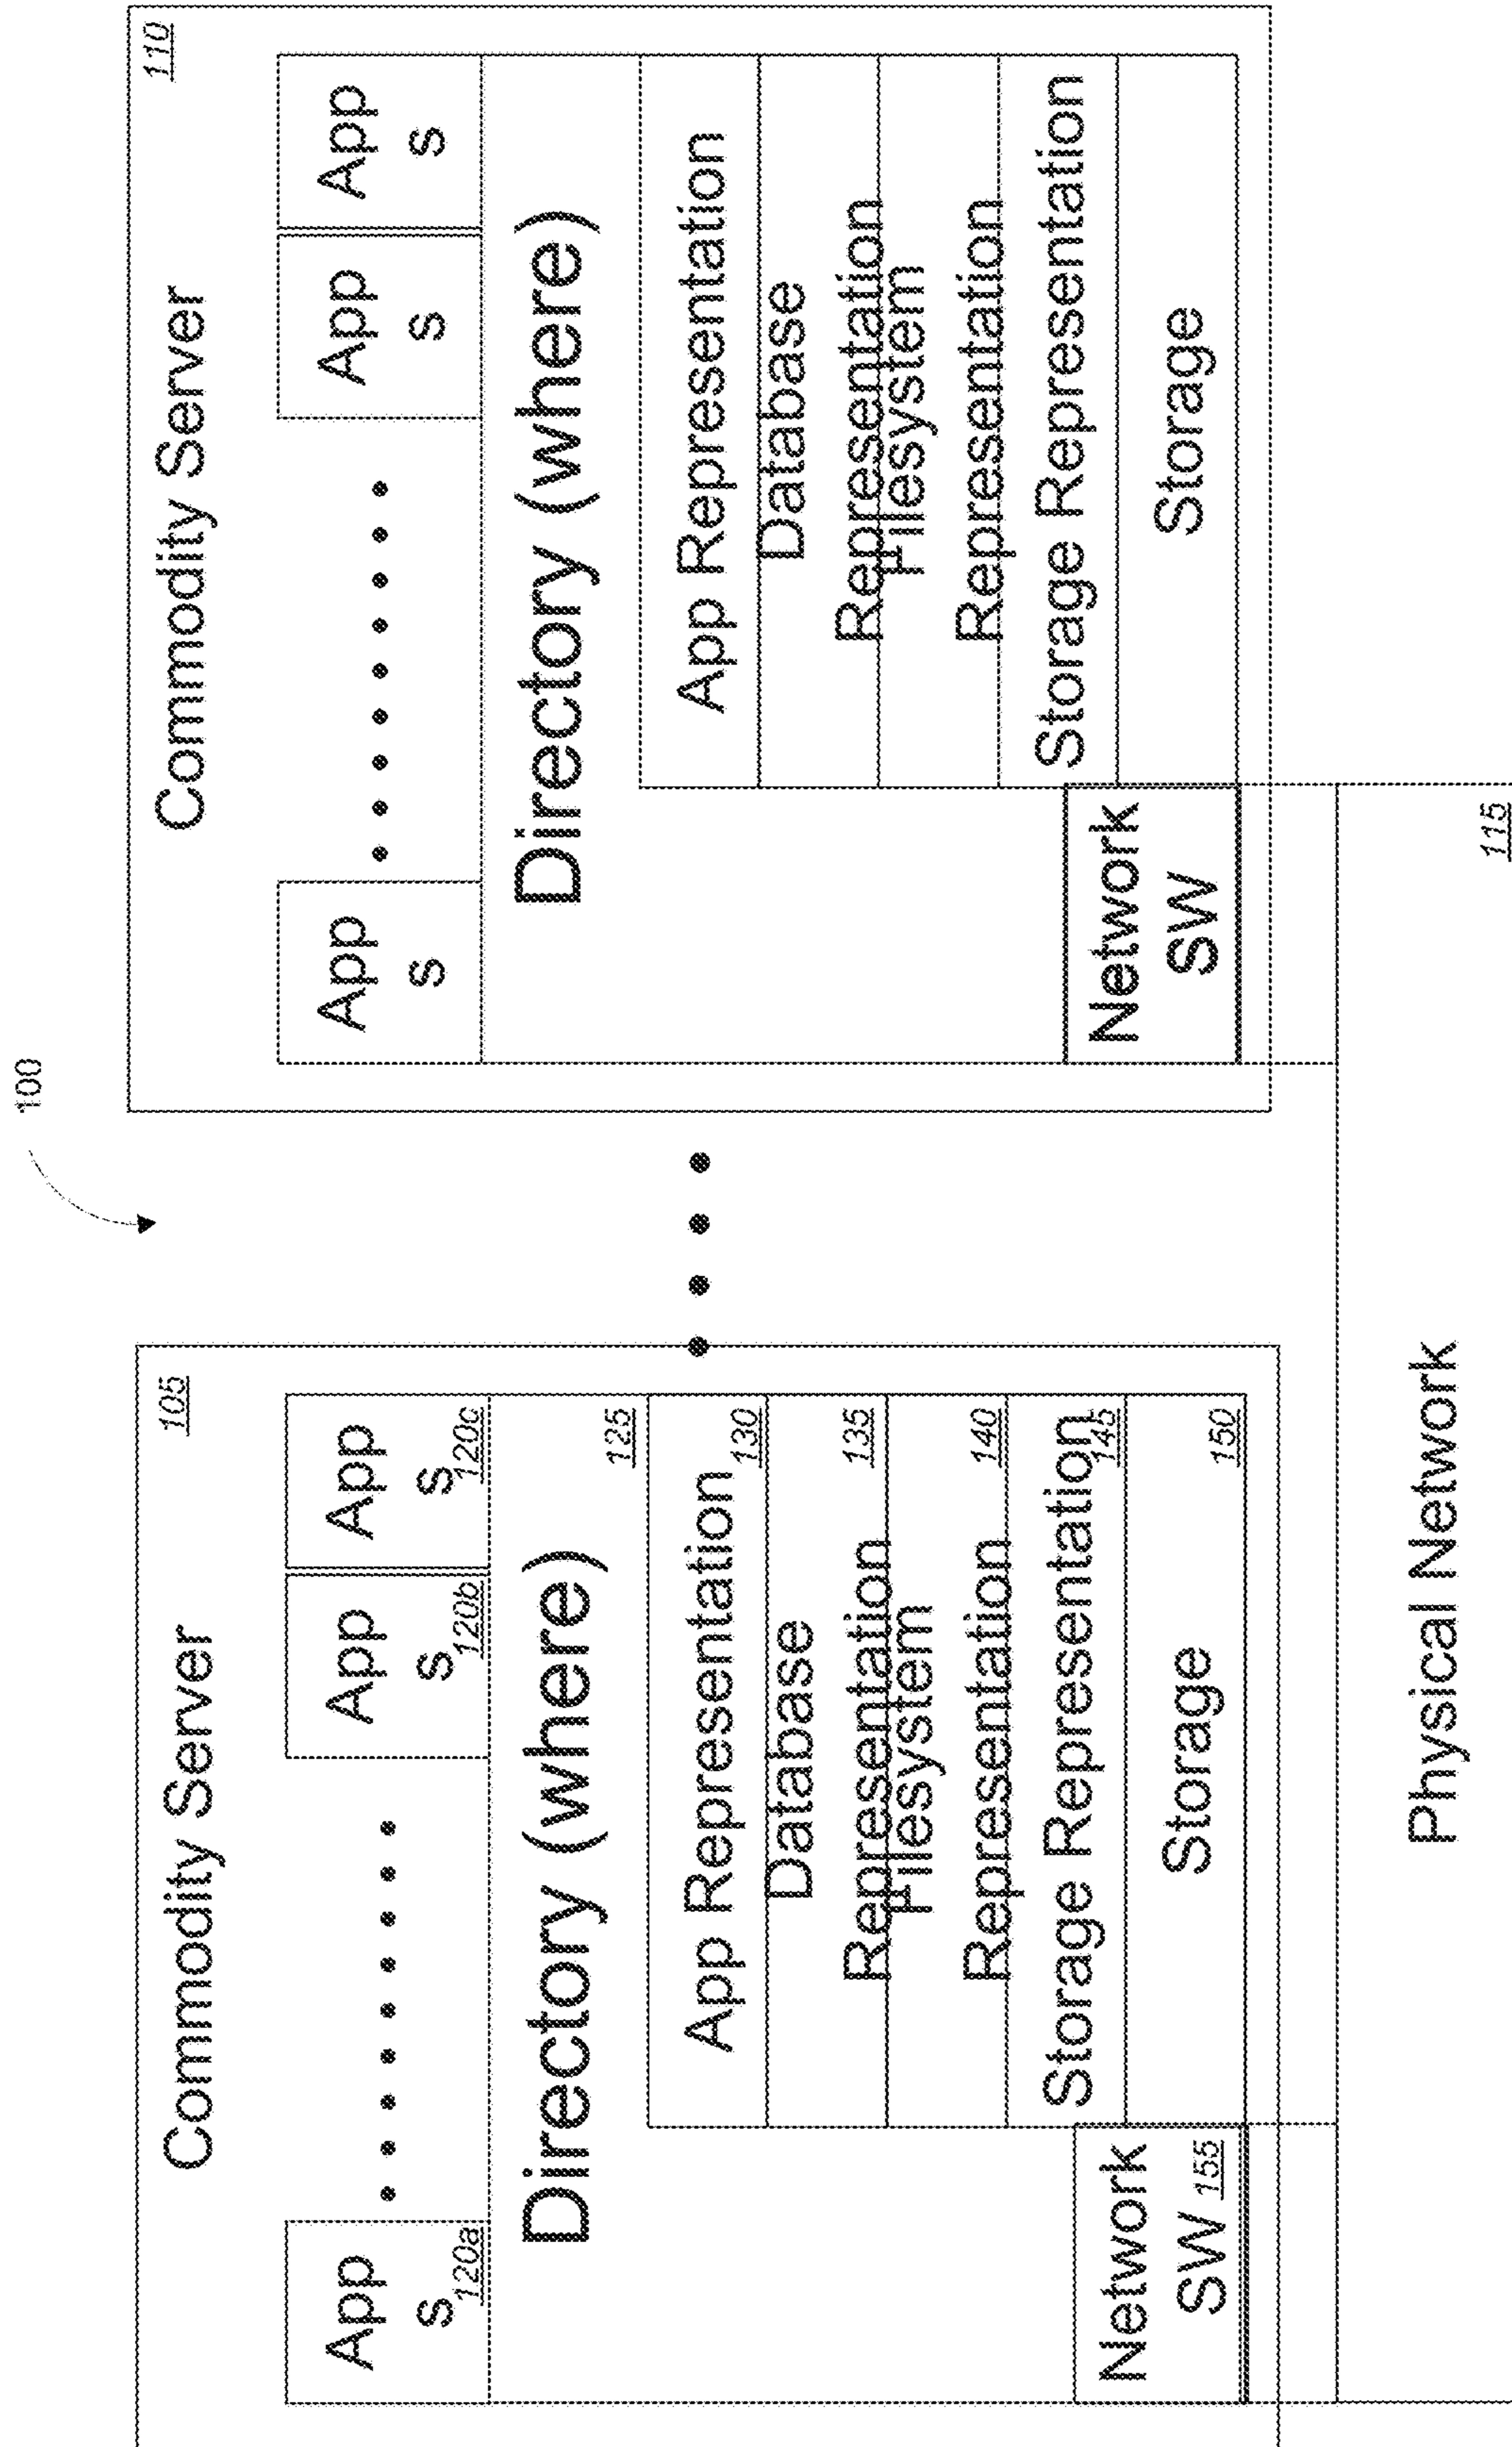 100
Commodity Server
105
App
s
120a
App
s
120b
App
s
120c
Directory (where)
125
App Representation
130
Database
Representation
135
Filesystem
Representation
140
Storage Representation
145
Storage
150
Network
SW
155
Commodity Server
110
App
s
App
s
App
s
Directory (where)
App Representation
Database
Representation
Filesystem
Representation
Storage Representation
Storage
Network
SW
Physical Network
115